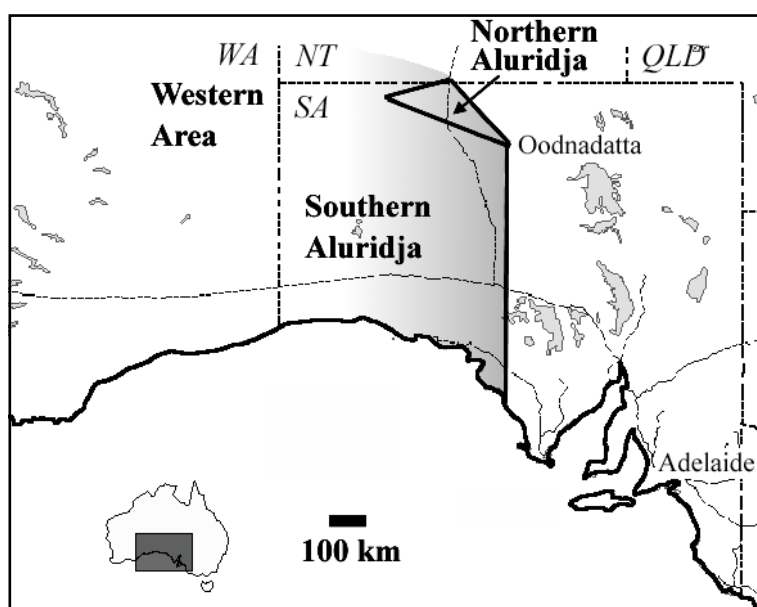 Northern
Aluridja
WA
NT
QLD
Western
Area
SA
Oodnadatta
Southern
Aluridja
Adelaide
100 km